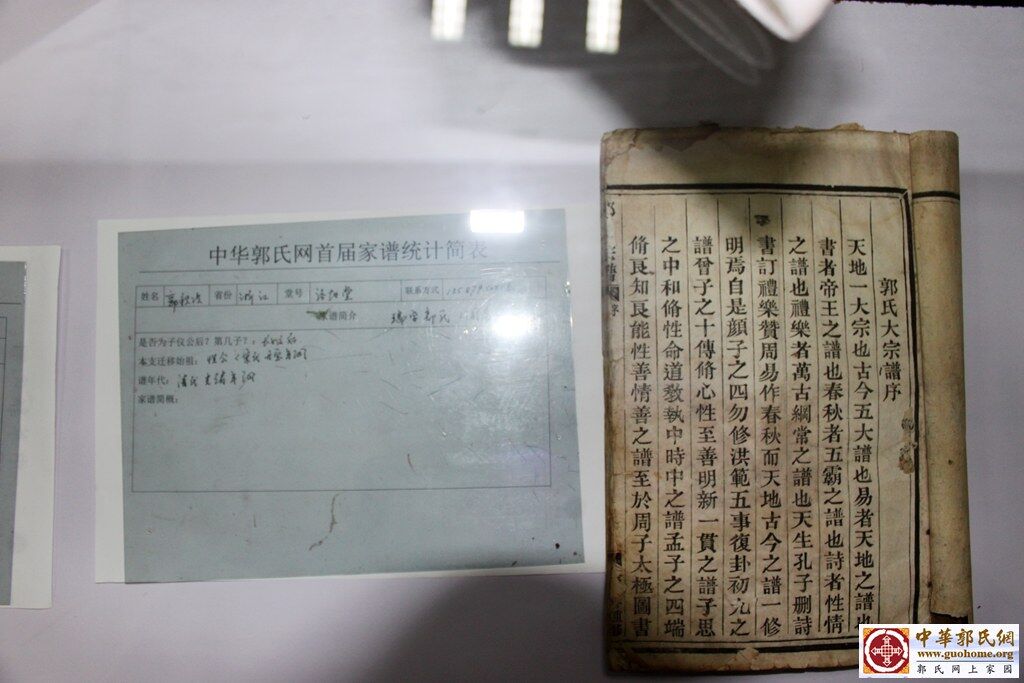 中华郭氏网首届家谱统计简表
姓名 郭 省份 浙江 堂号 汾阳堂 联系方式
家谱简介
是否为子仪公后？第几子？：
本支迁移始祖：
谱年代： 清 光绪年间
家谱简概：
郭氏大宗譜序
天地一大宗也古今五大譜也易者天地之譜也
書者帝王之譜也春秋者五霸之譜也詩者性情
之譜也禮樂者萬古綱常之譜也天生孔子刪詩
書訂禮樂贊周易作春秋而天地古今之譜一修
明焉自是顔子之四勿修洪範五事復卦初九之
譜曾子之十傳脩心性至善明新一貫之譜子思
之中和脩性命道敎執中時中之譜孟子之四端
脩良知良能性善情善之譜至於周子太極圖書
中華郭氏網
www.guohome.org
郭氏网上家园